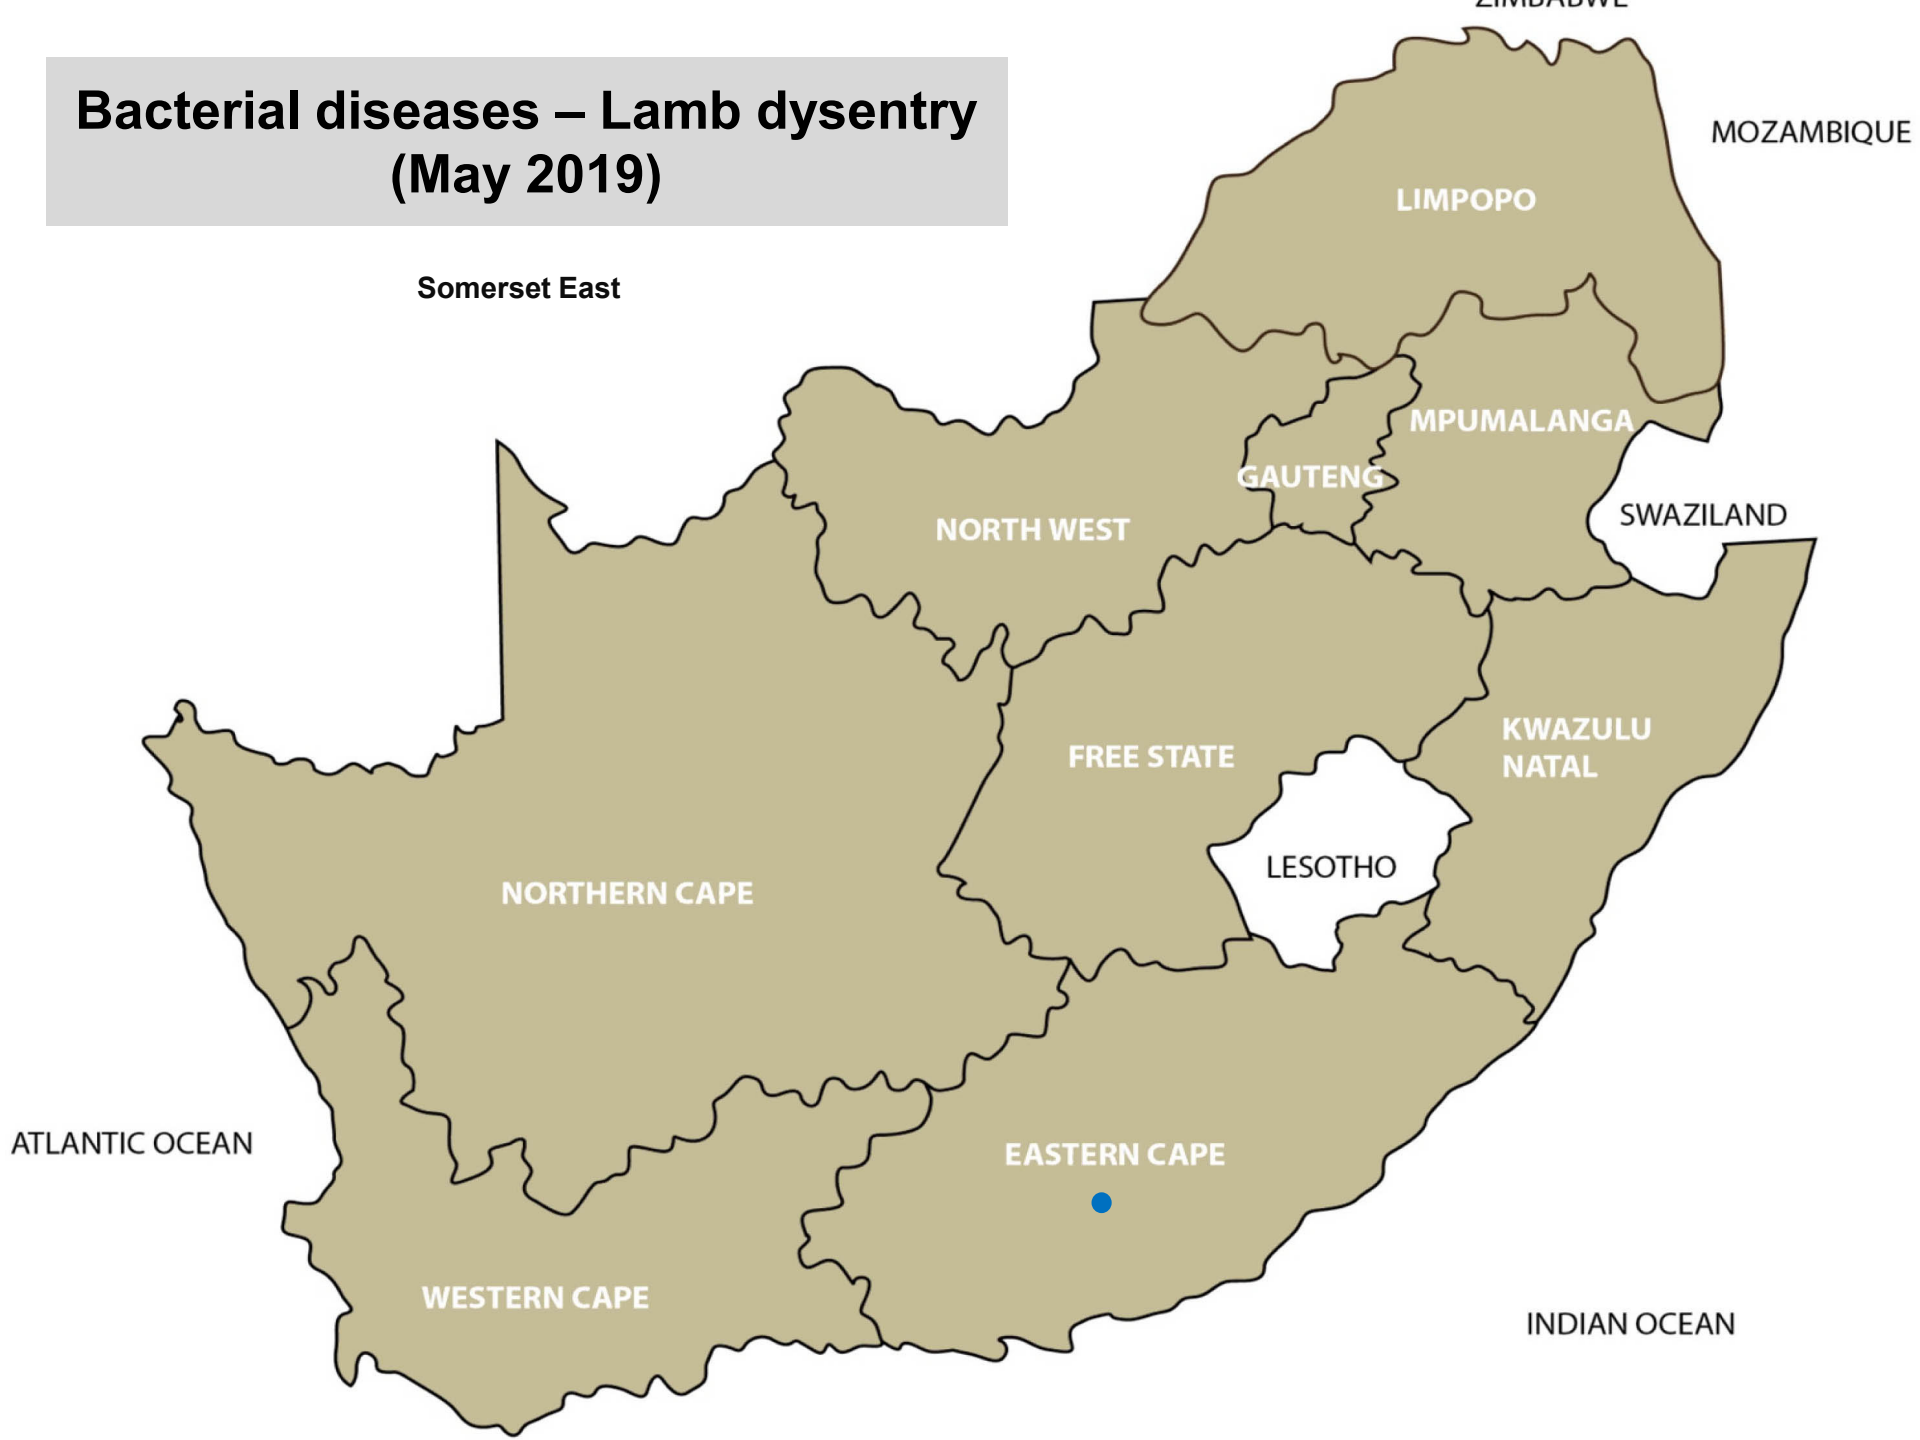 ZIMBABWE
Bacterial diseases – Lamb dysentry
(May 2019)
MOZAMBIQUE
LIMPOPO
Somerset East
MPUMALANGA
GAUTENG
SWAZILAND
NORTH WEST
KWAZULU
NATAL
FREE STATE
LESOTHO
NORTHERN CAPE
ATLANTIC OCEAN
EASTERN CAPE
WESTERN CAPE
INDIAN OCEAN